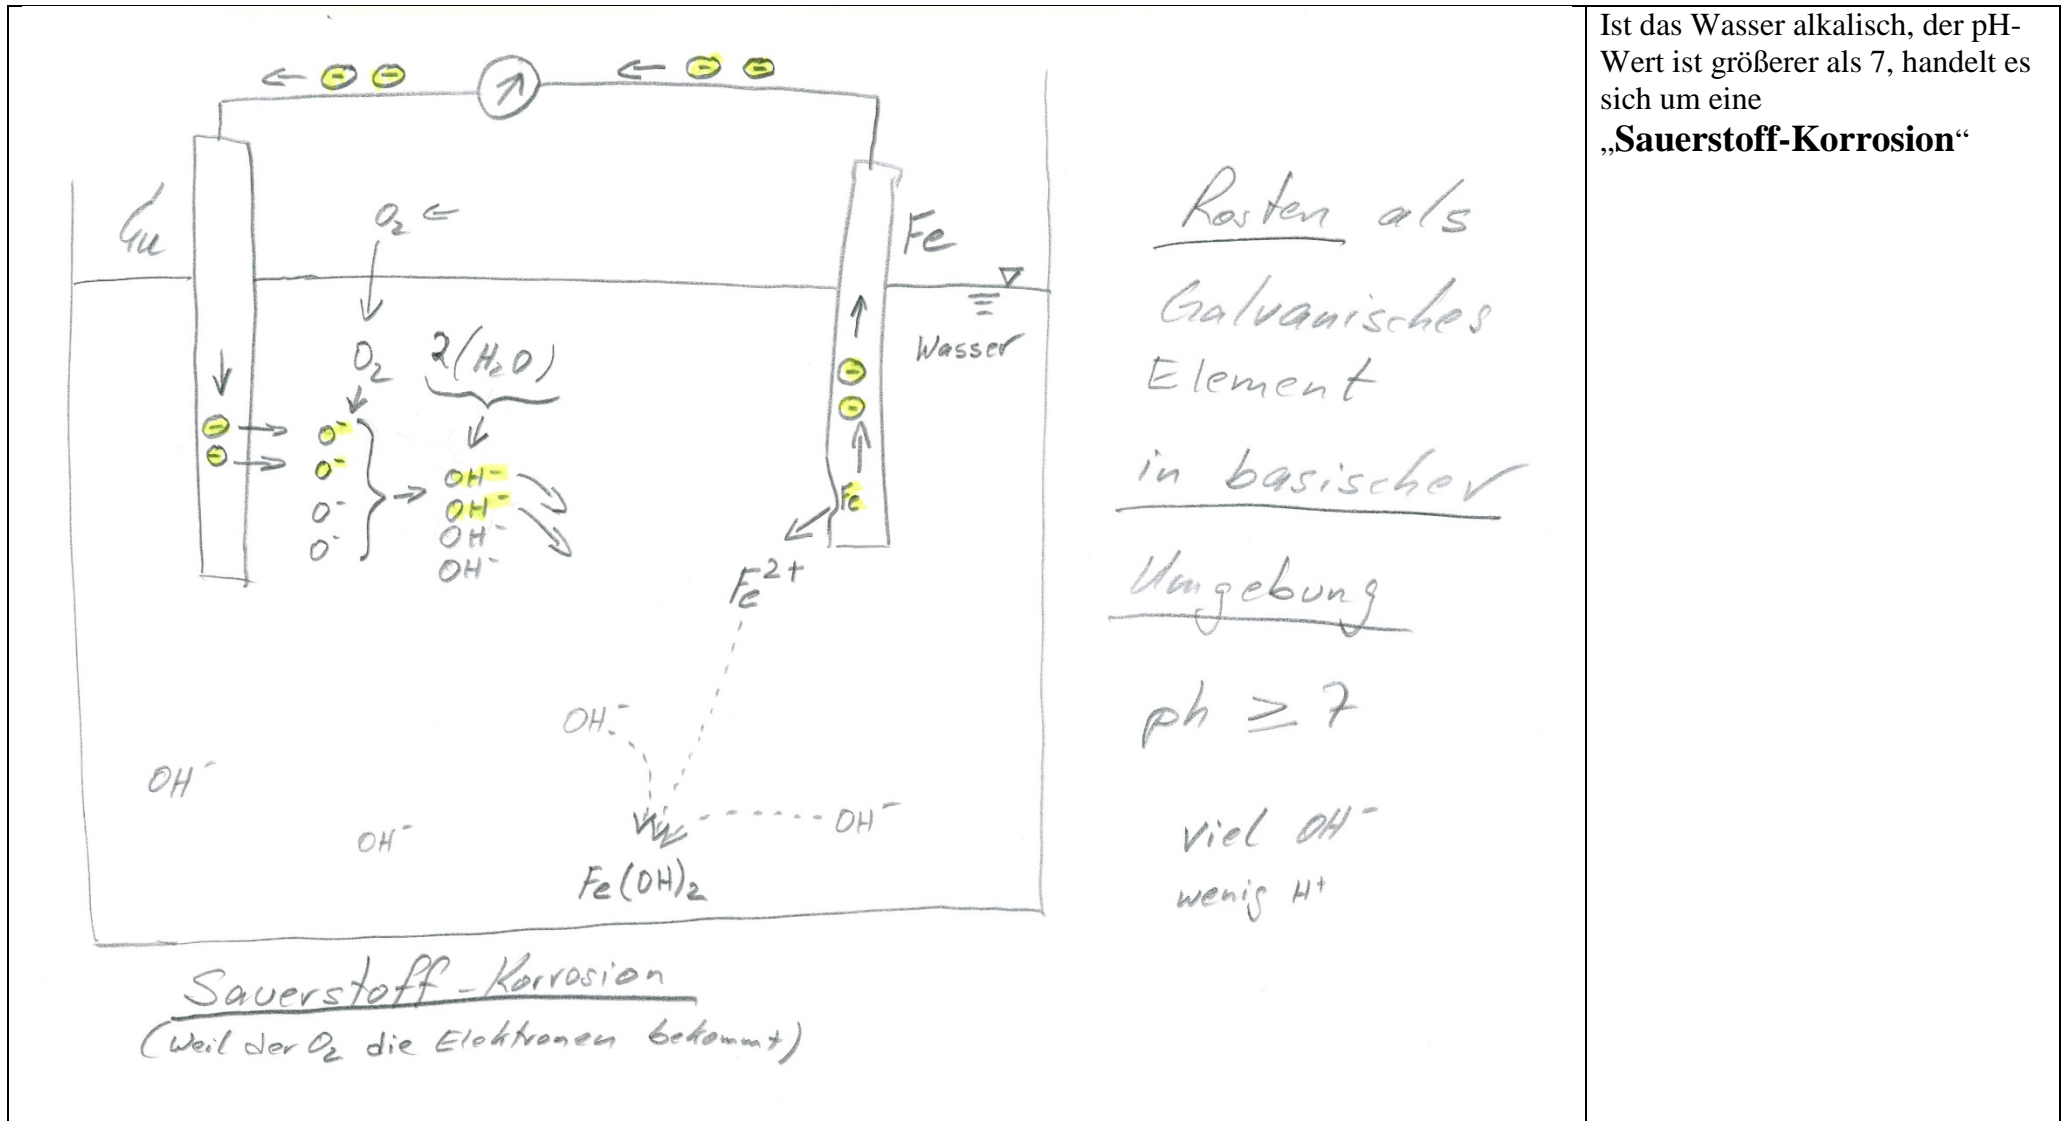 ⊖ ⊖
⊖ ⊖
Cu
O₂
Fe
O₂
2(H₂O)
Wasser
⊖
⊖
⊖
⊖
O⁻
O⁻
O⁻
O⁻
OH⁻
OH⁻
OH⁻
OH⁻
Fe
Fe²⁺
OH⁻
OH⁻
OH⁻
OH⁻
Fe(OH)₂
Sauerstoff-Korrosion
(weil der O₂ die Elektronen bekommt)
Rosten als
Galvanisches
Element
in basischer
Umgebung
ph ≥ 7
viel OH⁻
wenig H⁺
Ist das Wasser alkalisch, der pH-
Wert ist größerer als 7, handelt es
sich um eine
„Sauerstoff-Korrosion“